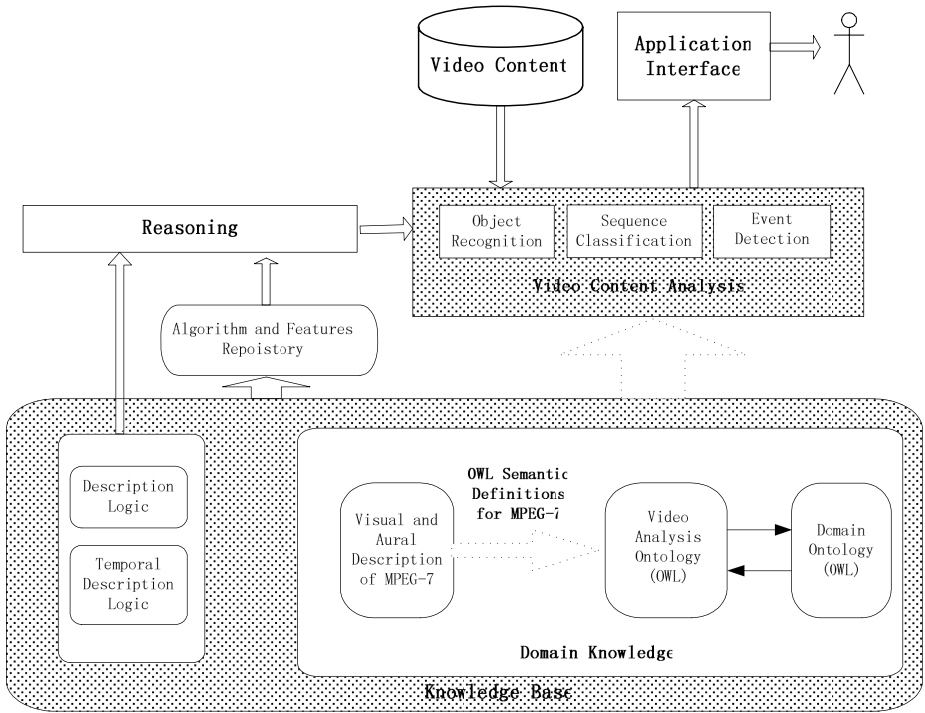 Video Content
Application
Interface
Reasoning
Object
Recognition
Sequence
Classification
Event
Detection
Video Content Analysis
Algorithm and Features
Repoistory
Description
Logic
Temporal
Description
Logic
OWL Semantic
Definitions
for MPEG-7
Visual and
Aural
Description
of MPEG-7
Video
Analysis
Ontology
(OWL)
Domain
Ontology
(OWL)
Domain Knowledge
Knowledge Base